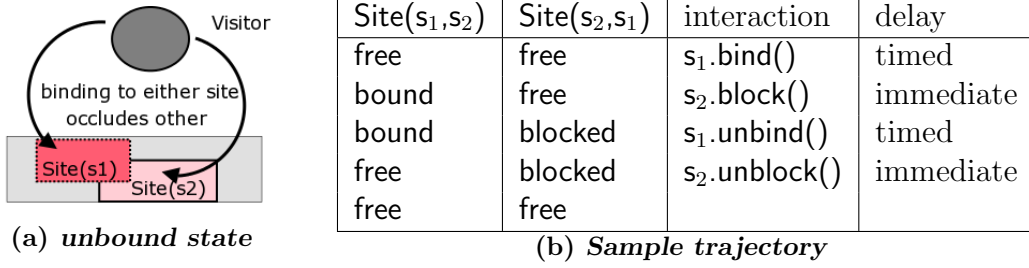 Visitor
binding to either site
occludes other
Site(s1)
Site(s2)
(a) unbound state
Site(s₁,s₂) Site(s₂,s₁) interaction delay
free free s₁.bind() timed
bound free s₂.block() immediate
bound blocked s₁.unbind() timed
free blocked s₂.unblock() immediate
free free
(b) Sample trajectory